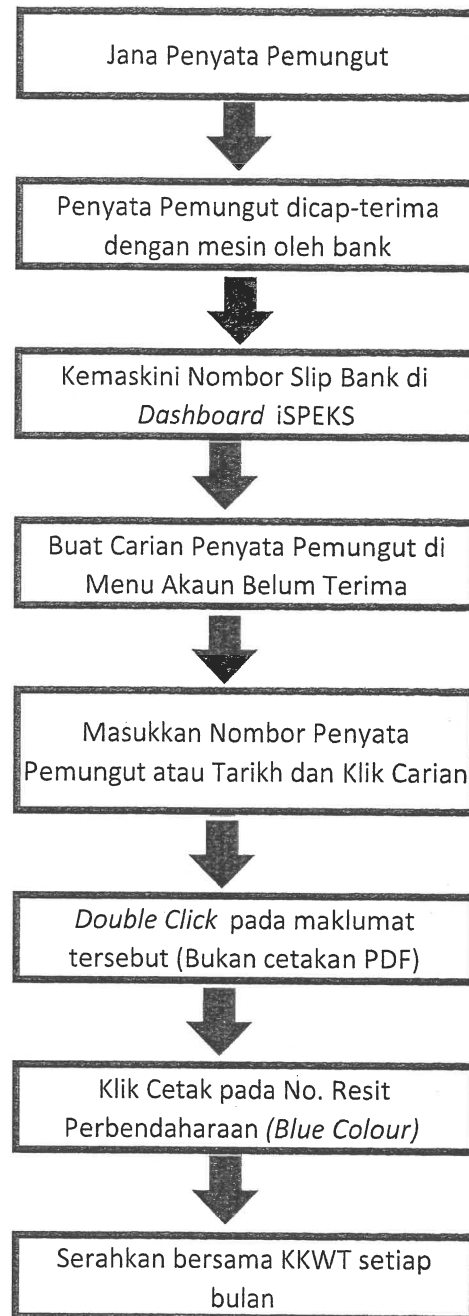 Jana Penyata Pemungut
Penyata Pemungut dicap-terima
dengan mesin oleh bank
Kemaskini Nombor Slip Bank di
Dashboard iSPEKS
Buat Carian Penyata Pemungut di
Menu Akaun Belum Terima
Masukkan Nombor Penyata
Pemungut atau Tarikh dan Klik Carian
Double Click pada maklumat
tersebut (Bukan cetakan PDF)
Klik Cetak pada No. Resit
Perbendaharaan (Blue Colour)
Serahkan bersama KKWT setiap
bulan